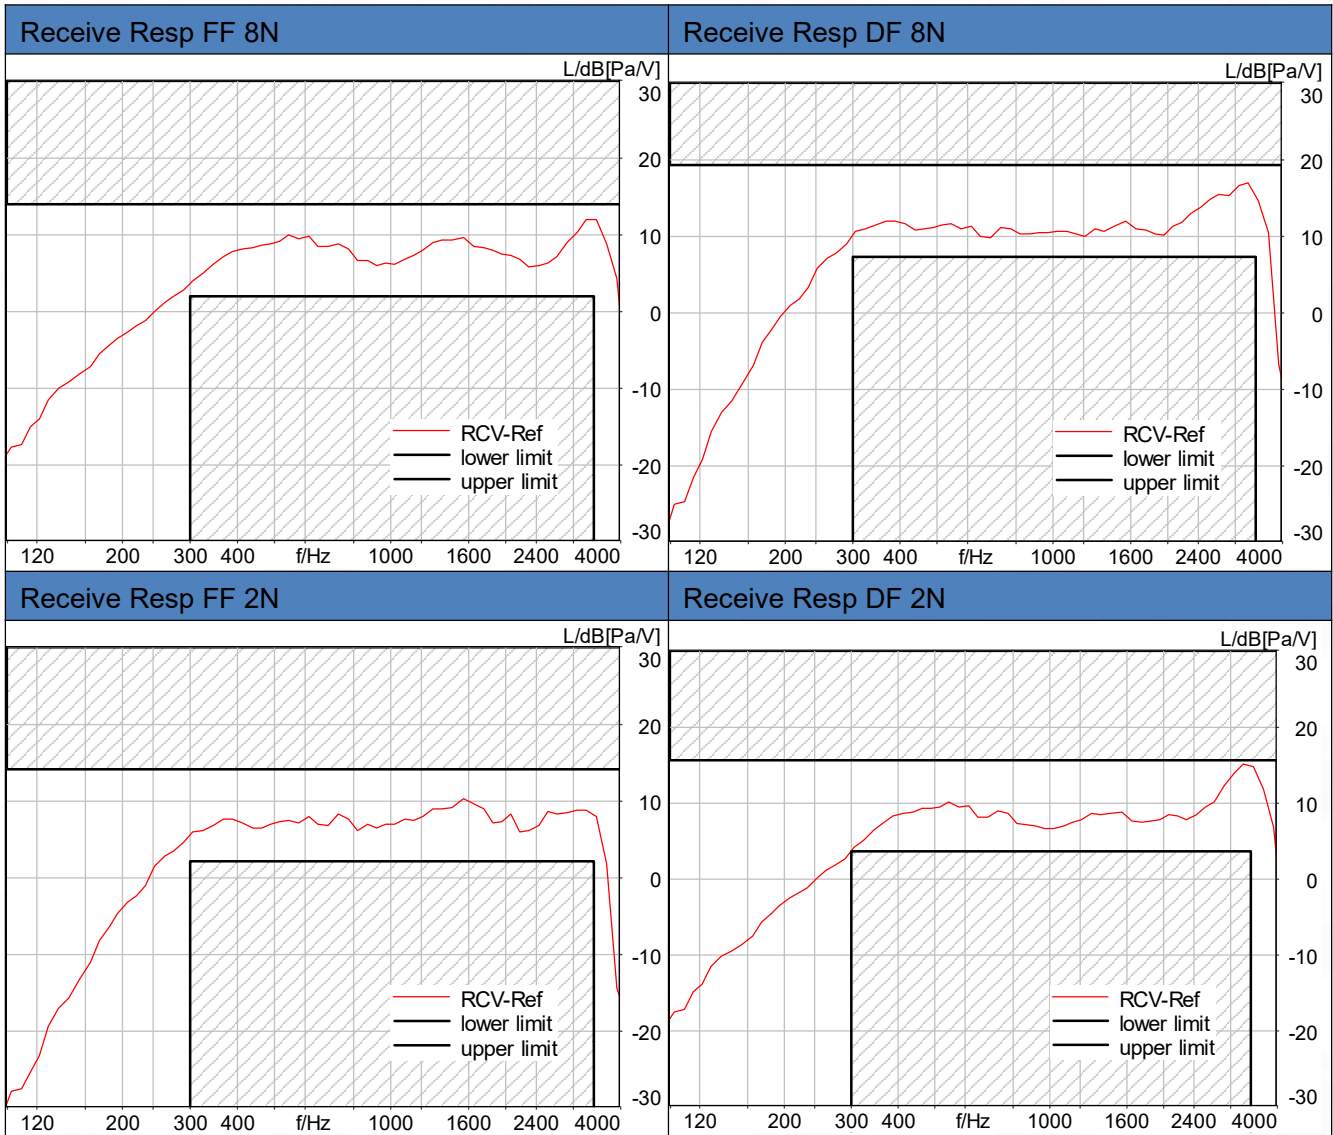 Receive Resp FF 8N
L/dB[Pa/V]
30
20
10
0
-10
-20
-30
RCV-Ref
lower limit
upper limit
120 200 300 400 f/Hz 1000 1600 2400 4000
Receive Resp DF 8N
L/dB[Pa/V]
30
20
10
0
-10
-20
-30
RCV-Ref
lower limit
upper limit
120 200 300 400 f/Hz 1000 1600 2400 4000
Receive Resp FF 2N
L/dB[Pa/V]
30
20
10
0
-10
-20
-30
RCV-Ref
lower limit
upper limit
120 200 300 400 f/Hz 1000 1600 2400 4000
Receive Resp DF 2N
L/dB[Pa/V]
30
20
10
0
-10
-20
-30
RCV-Ref
lower limit
upper limit
120 200 300 400 f/Hz 1000 1600 2400 4000